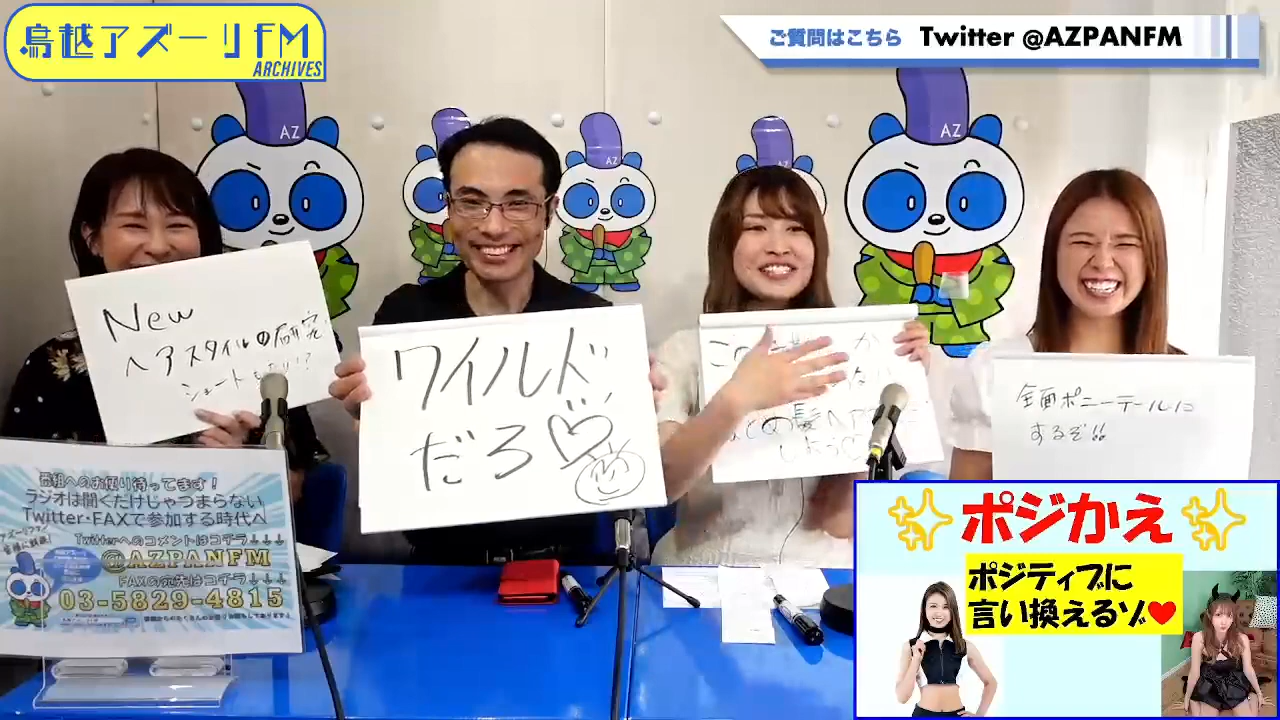 鳥越アズーリFM
ARCHIVES
ご質問はこちら Twitter @AZPANFM
AZ
AZ
AZ
New
ヘアスタイルの研究
ワイルド
だろ
全面ポニーテールに
するぞ!!
番組へのお便り待ってます!
ラジオは聞くだけじゃつまらない
Twitter・FAXで参加する時代へ
Twitterへのコメントはコチラ↓↓↓
@AZPANFM
FAXの宛先はコチラ↓↓↓
03-5829-4815
ポジかえ
ポジティブに
言い換えるゾ